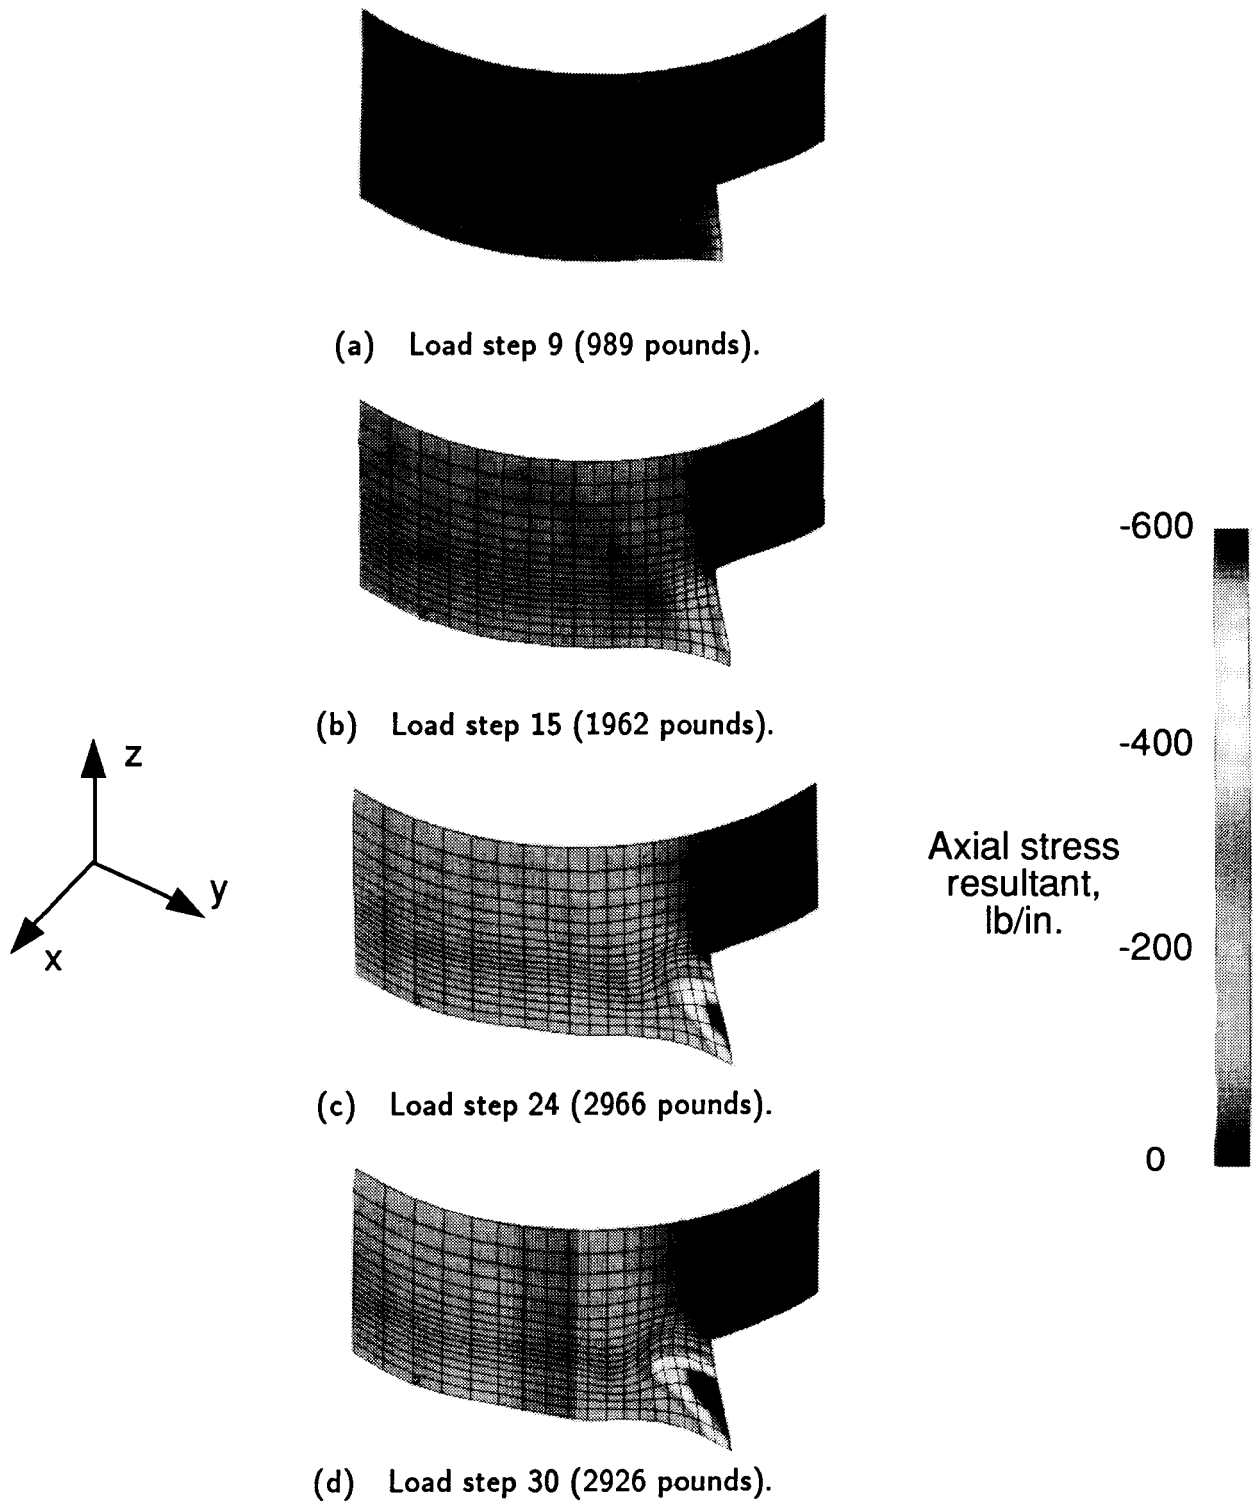 (a) Load step 9 (989 pounds).
(b) Load step 15 (1962 pounds).
-600
z
-400
y
x
Axial stress
resultant,
lb/in.
-200
(c) Load step 24 (2966 pounds).
0
(d) Load step 30 (2926 pounds).